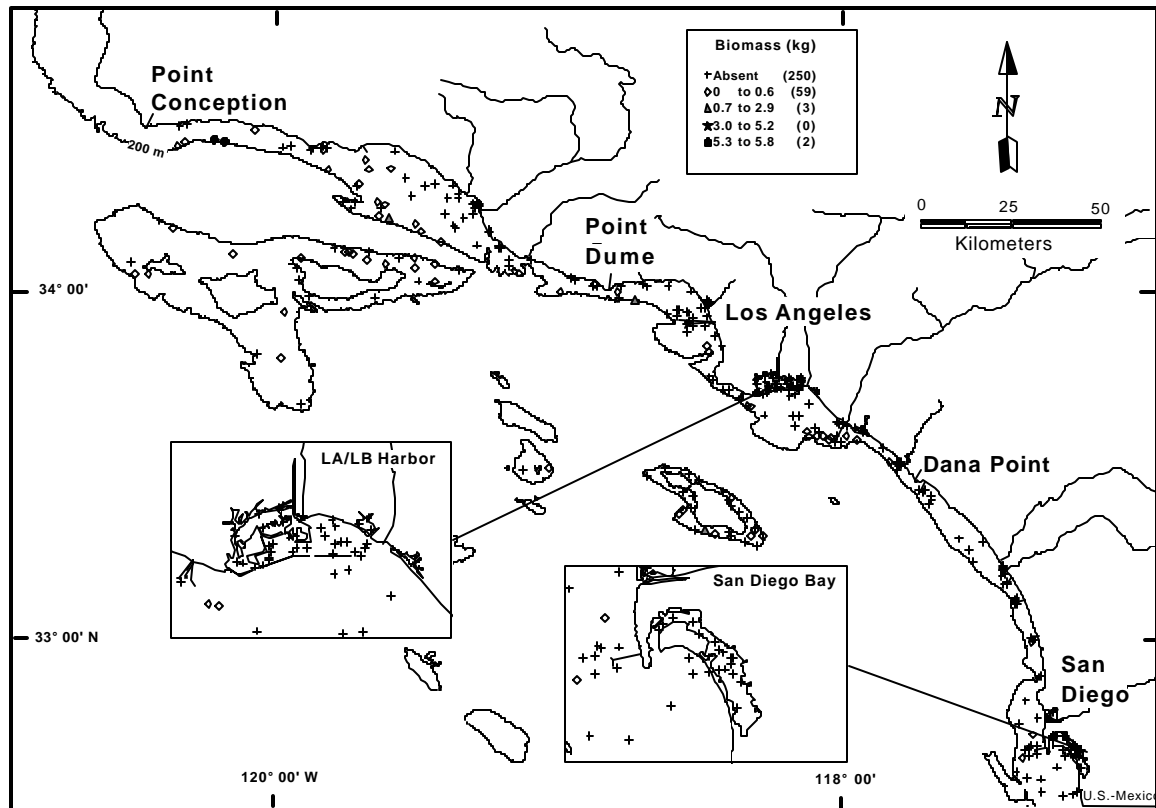 Biomass (kg)
Absent (250)
0 to 0.6 (59)
0.7 to 2.9 (3)
3.0 to 5.2 (0)
5.3 to 5.8 (2)
N
0 25 50
Kilometers
Point
Conception
200 m
Point
Dume
34° 00'
Los Angeles
LA/LB Harbor
Dana Point
San Diego Bay
33° 00' N
San
Diego
120° 00' W
118° 00'
U.S.-Mexico